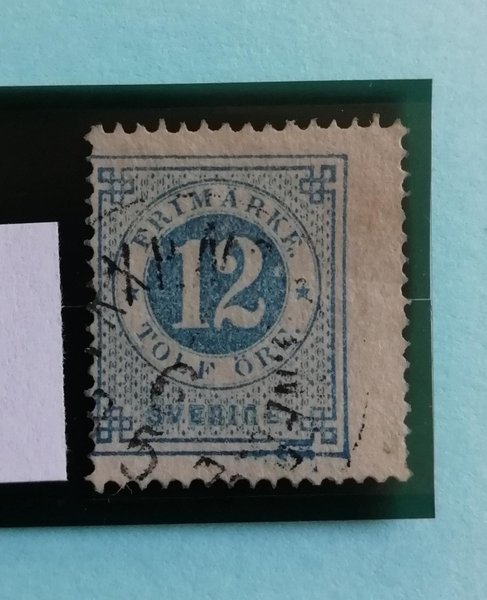 FRIMÄRKE.
12
TOLF ÖRE.
SVERIGE